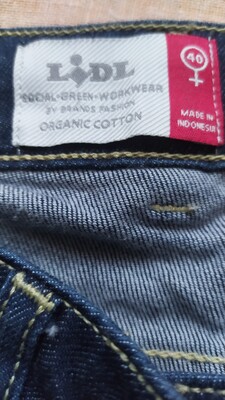 LIDL
SOCIAL-GREEN-WORKWEAR
BY BRANDS FASHION
ORGANIC COTTON
40
MADE IN
INDONESIA